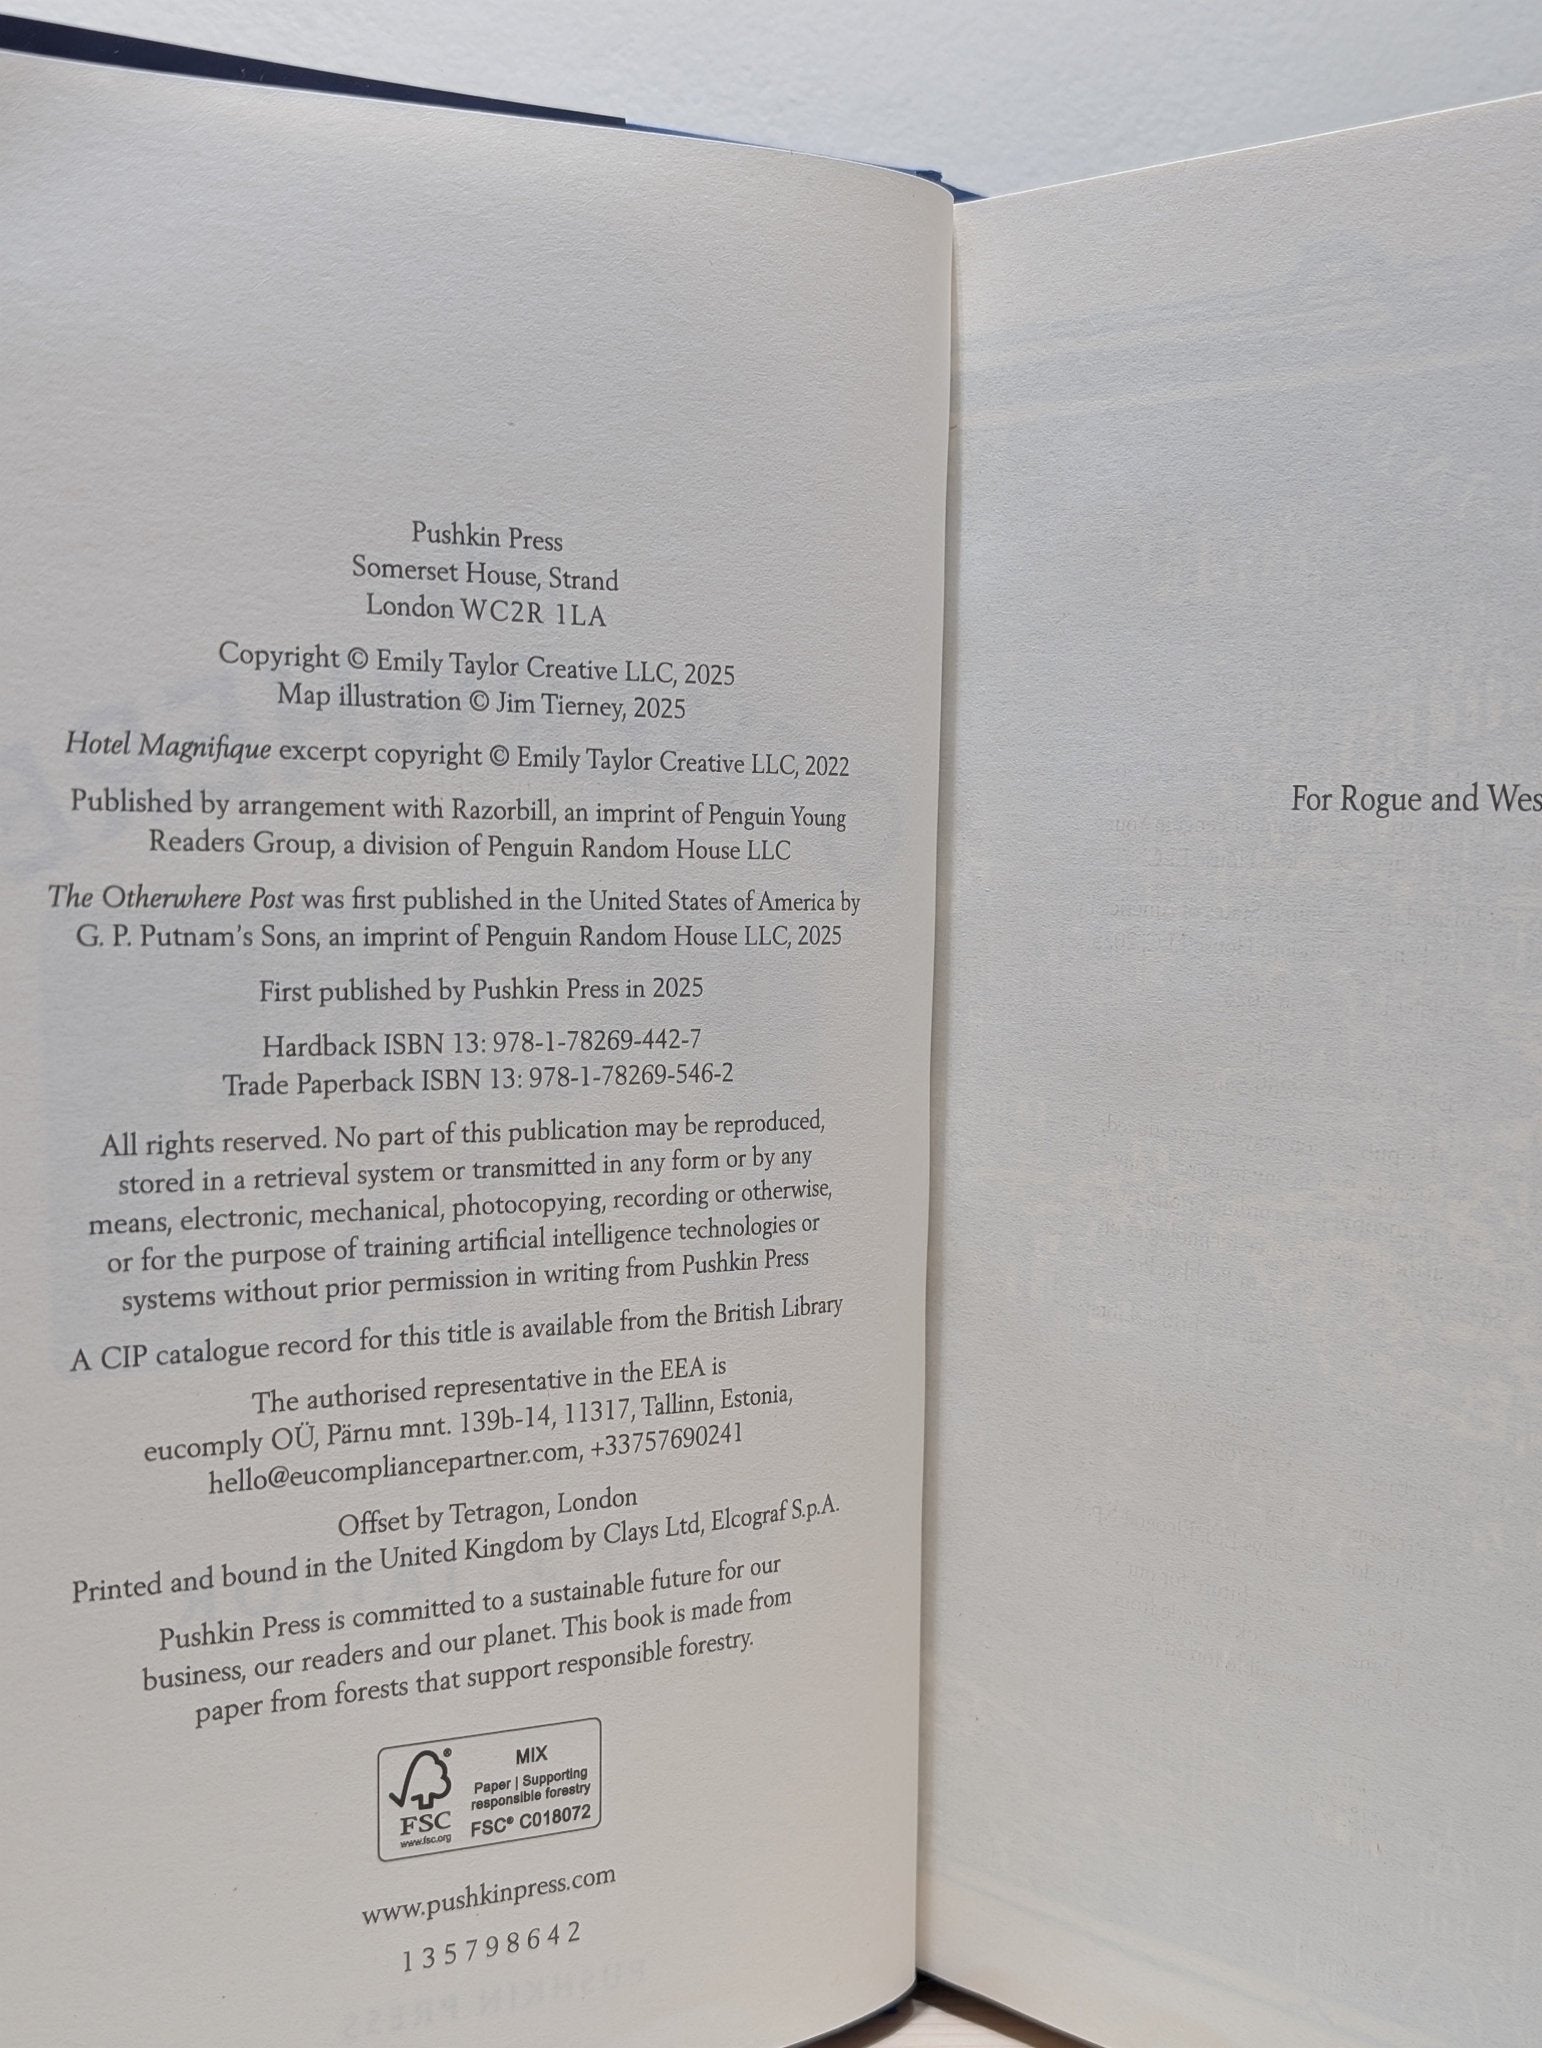 Pushkin Press
Somerset House, Strand
London WC2R 1LA
Copyright © Emily Taylor Creative LLC, 2025
Map illustration © Jim Tierney, 2025
Hotel Magnifique excerpt copyright © Emily Taylor Creative LLC, 2022
Published by arrangement with Razorbill, an imprint of Penguin Young
Readers Group, a division of Penguin Random House LLC
The Otherwhere Post was first published in the United States of America by
G. P. Putnam's Sons, an imprint of Penguin Random House LLC, 2025
First published by Pushkin Press in 2025
Hardback ISBN 13: 978-1-78269-442-7
Trade Paperback ISBN 13: 978-1-78269-546-2
All rights reserved. No part of this publication may be reproduced,
stored in a retrieval system or transmitted in any form or by any
means, electronic, mechanical, photocopying, recording or otherwise,
or for the purpose of training artificial intelligence technologies or
systems without prior permission in writing from Pushkin Press
A CIP catalogue record for this title is available from the British Library
The authorised representative in the EEA is
eucomply OÜ, Pärnu mnt. 139b-14, 11317, Tallinn, Estonia,
hello@eucompliancepartner.com, +33757690241
Offset by Tetragon, London
Printed and bound in the United Kingdom by Clays Ltd, Elcograf S.p.A.
Pushkin Press is committed to a sustainable future for our
business, our readers and our planet. This book is made from
paper from forests that support responsible forestry.
FSC
www.fsc.org
MIX
Paper | Supporting
responsible forestry
FSC® C018072
www.pushkinpress.com
1 3 5 7 9 8 6 4 2
For Rogue and Wes